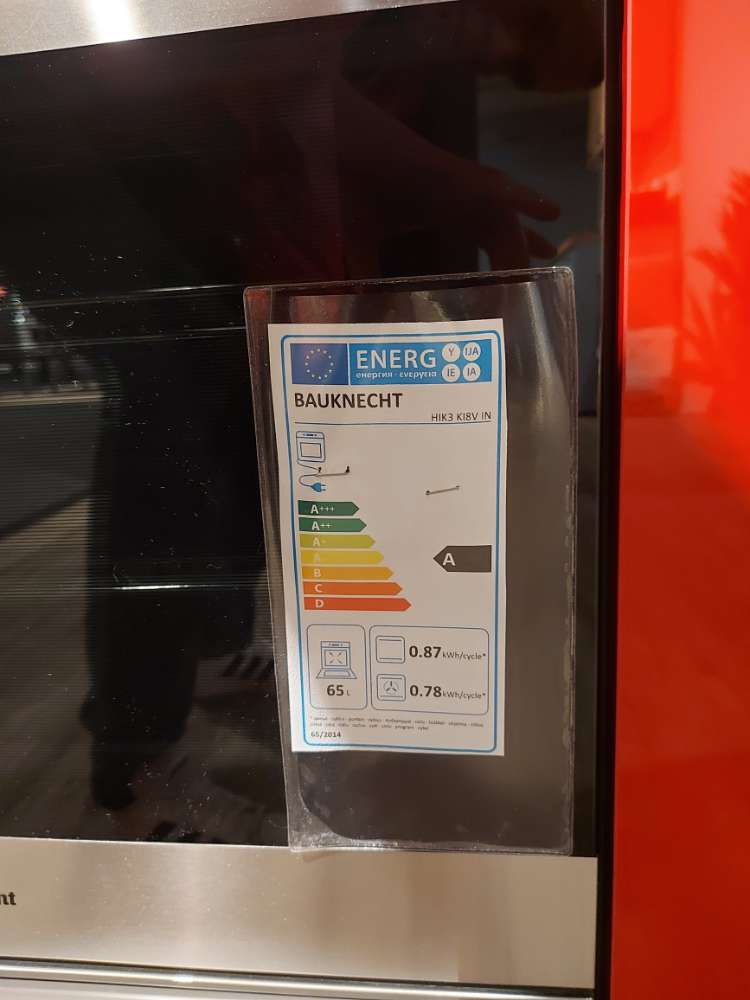 ENERG
енергия · ενεργεια
Y
IJA
IE
IA
BAUKNECHT
HIK3 KI8V IN
A+++
A++
A+
A
B
C
D
A
65 L
0.87 kWh/cycle*
0.78 kWh/cycle*
65/2014
nt